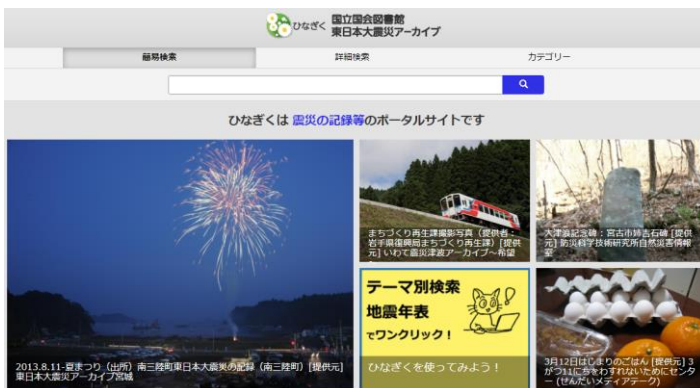 ひなぎく 国立国会図書館
東日本大震災アーカイブ
簡易検索 詳細検索 カテゴリー
ひなぎくは 震災の記録等のポータルサイトです
2013.8.11-夏まつり（出所）南三陸町東日本大震災の記録（南三陸町）[提供元]
東日本大震災アーカイブ宮城
まちづくり再生課撮影写真（提供者：
岩手県復興局まちづくり再生課）[提供
元] いわて震災津波アーカイブ～希望
～
大津浪記念碑：宮古市姉吉石碑 [提供
元] 防災科学技術研究所自然災害情報
室
テーマ別検索
地震年表
でワンクリック！
ひなぎくを使ってみよう！
3月12日はじまりのごはん [提供元] 3
がつ11にちをわすれないためにセンタ
ー (せんだいメディアテーク)